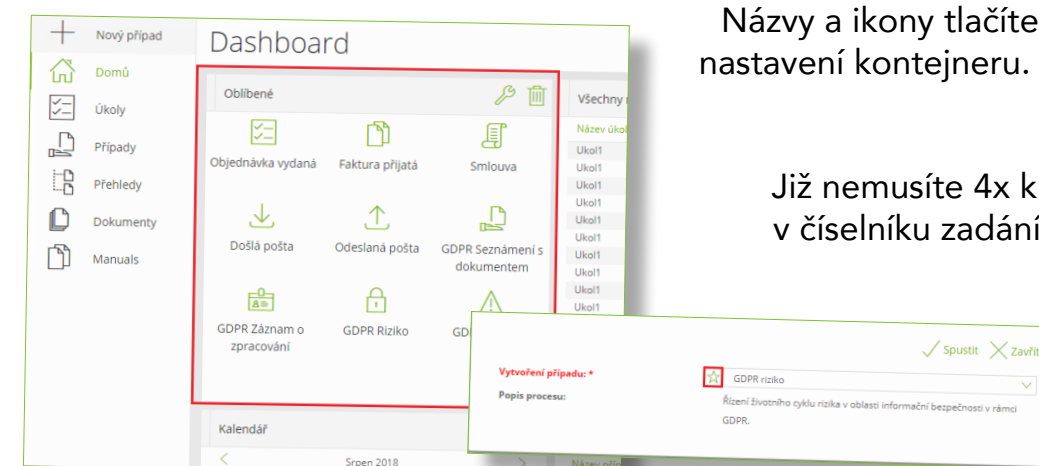 Nový případ
Domů
Úkoly
Případy
Přehledy
Dokumenty
Manuals
Dashboard
Oblíbené
Objednávka vydaná
Faktura přijatá
Smlouva
Došlá pošta
Odeslaná pošta
GDPR Seznámení s
dokumentem
GDPR Záznam o
zpracování
GDPR Riziko
Kalendář
Srpen 2018
Všechny
Název úkol
Ukol1
Ukol1
Ukol1
Ukol1
Ukol1
Ukol1
Ukol1
Ukol1
Ukol1
Ukol1
Názvy a ikony tlačíte
nastavení kontejneru.
Již nemusíte 4x k
v číselníku zadání
Spustit Zavřít
Vytvoření případu: *
GDPR riziko
Popis procesu:
Řízení životního cyklu rizika v oblasti informační bezpečnosti v rámci
GDPR.